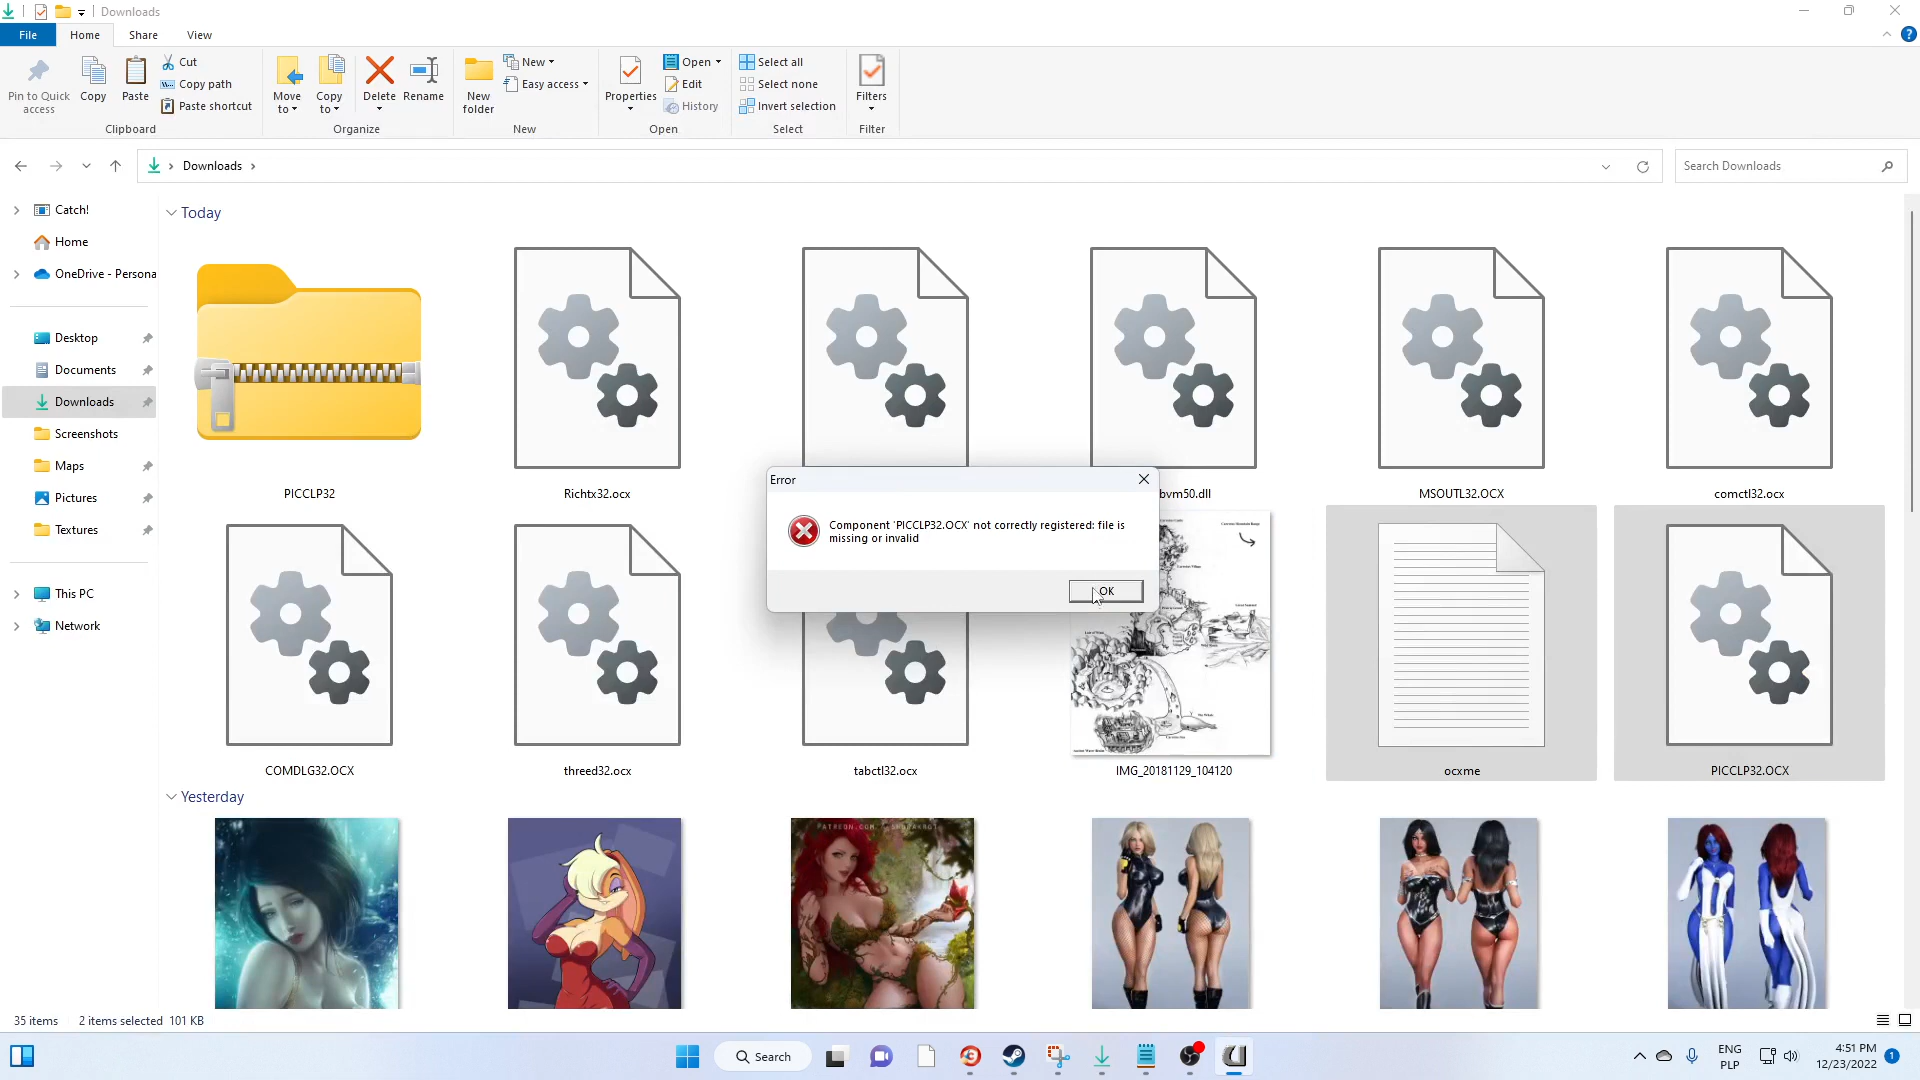 Downloads
File
Home
Share
View
Pin to Quick access
Copy
Paste
Cut
Copy path
Paste shortcut
Clipboard
Move to
Copy to
Delete
Rename
Organize
New folder
New
Easy access
New
Properties
Open
Edit
History
Open
Select all
Select none
Invert selection
Select
Filters
Filter
Downloads
Search Downloads
Catch!
Home
OneDrive - Persona
Desktop
Documents
Downloads
Screenshots
Maps
Pictures
Textures
This PC
Network
Today
PICCLP32
Richtx32.ocx
bvm50.dll
MSOUTL32.OCX
comctl32.ocx
Error
Component 'PICCLP32.OCX' not correctly registered: file is
missing or invalid
OK
COMDLG32.OCX
threed32.ocx
tabctl32.ocx
IMG_20181129_104120
ocxme
PICCLP32.OCX
Yesterday
35 items
2 items selected 101 KB
Search
ENG
PLP
4:51 PM
12/23/2022
1